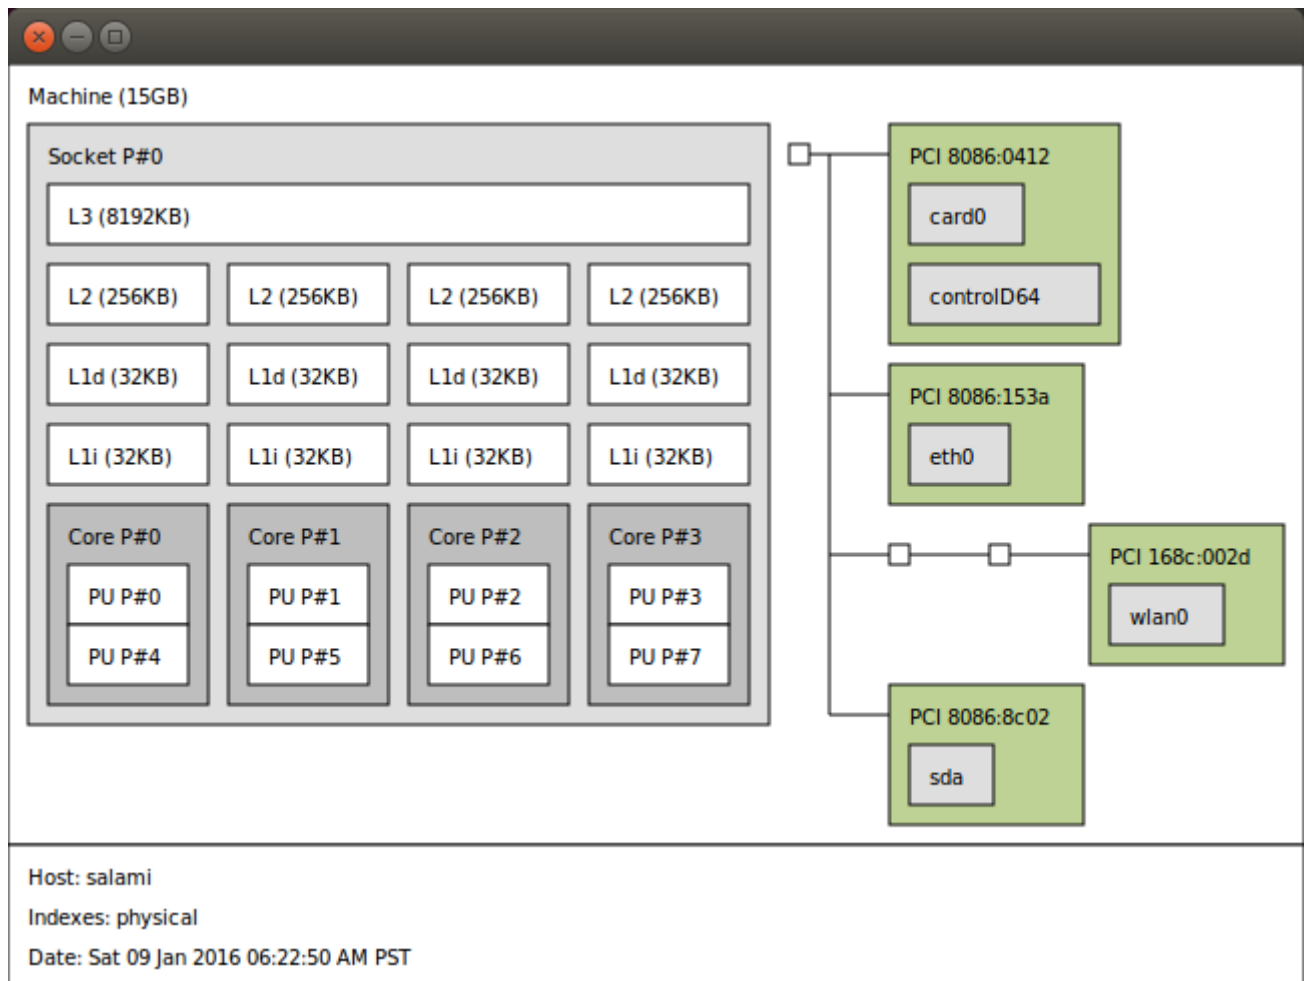 Machine (15GB)
Socket P#0
L3 (8192KB)
L2 (256KB) L2 (256KB) L2 (256KB) L2 (256KB)
L1d (32KB) L1d (32KB) L1d (32KB) L1d (32KB)
L1i (32KB) L1i (32KB) L1i (32KB) L1i (32KB)
Core P#0 Core P#1 Core P#2 Core P#3
PU P#0 PU P#1 PU P#2 PU P#3
PU P#4 PU P#5 PU P#6 PU P#7
PCI 8086:0412
card0
controlD64
PCI 8086:153a
eth0
PCI 168c:002d
wlan0
PCI 8086:8c02
sda
Host: salami
Indexes: physical
Date: Sat 09 Jan 2016 06:22:50 AM PST